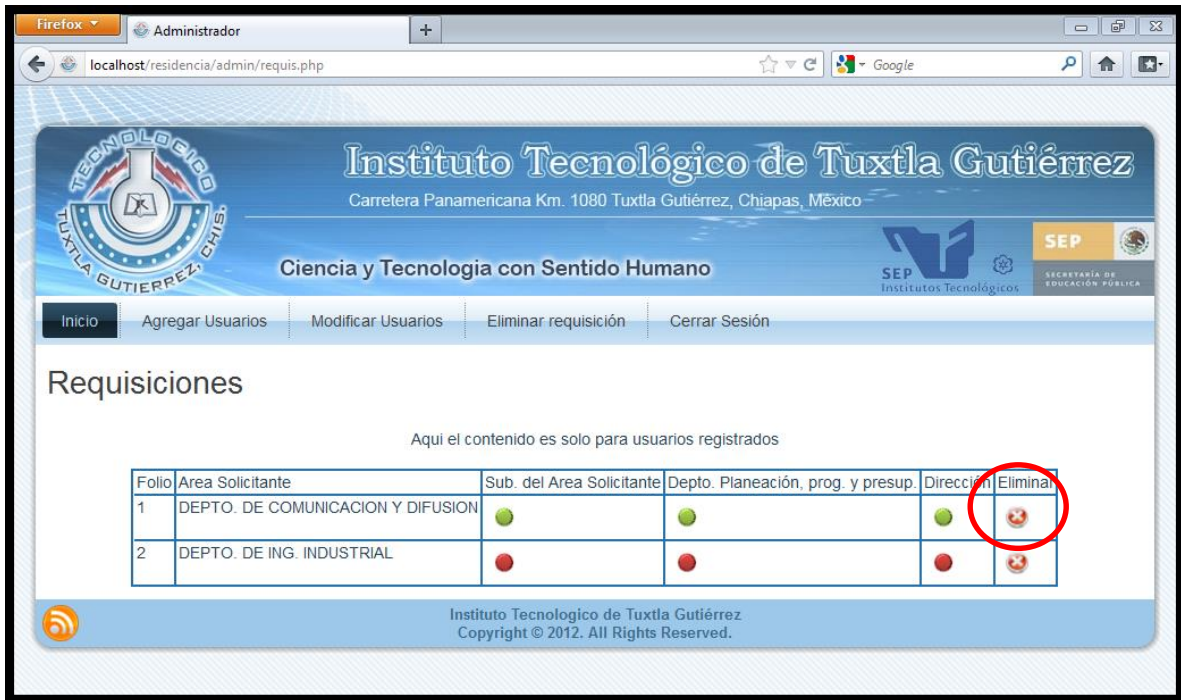 Firefox
Administrador
localhost/residencia/admin/requis.php
Google
TECNOLOGICO
TUXTLA GUTIERREZ, CHIS.
Instituto Tecnológico de Tuxtla Gutiérrez
Carretera Panamericana Km. 1080 Tuxtla Gutiérrez, Chiapas, México
Ciencia y Tecnologia con Sentido Humano
SEP
Institutos Tecnológicos
SEP
SECRETARÍA DE
EDUCACIÓN PÚBLICA
Inicio Agregar Usuarios Modificar Usuarios Eliminar requisición Cerrar Sesión
Requisiciones
Aqui el contenido es solo para usuarios registrados
Folio Area Solicitante Sub. del Area Solicitante Depto. Planeación, prog. y presup. Dirección Eliminar
1 DEPTO. DE COMUNICACION Y DIFUSION
2 DEPTO. DE ING. INDUSTRIAL
Instituto Tecnologico de Tuxtla Gutiérrez
Copyright © 2012. All Rights Reserved.